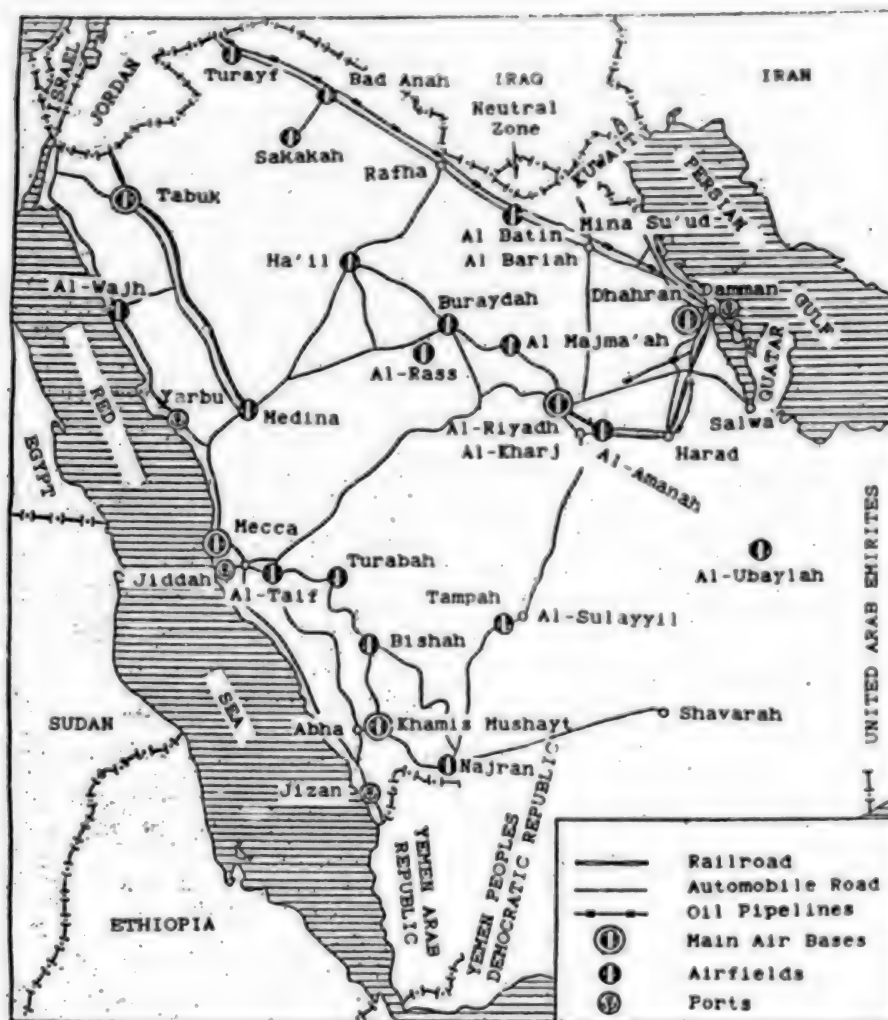 ISRAEL
JORDAN
Turayf
Bad Anah
IRAQ
IRAN
Neutral
Zone
Sakakah
Rafha
KUWAIT
PERSIAN
GULF
Tabuk
Al Batin
Mina Su'ud
Al Bariah
Ha'il
Al-Wajh
Buraydah
Dhahran
Damman
Al Majma'ah
QUATAR
Al-Rass
RED
Yarbu
Medina
Al-Riyadh
Salwa
Al-Kharj
Harad
Al-Amanah
EGYPT
Mecca
Jiddah
Al-Taif
Turabah
Al-Ubaylah
Tampah
Al-Sulayyil
UNITED ARAB EMIRITES
Bishah
SEA
SUDAN
Abha
Khamis Mushayt
Shavarah
Najran
Jizan
YEMEN ARAB
REPUBLIC
YEMEN PEOPLES
DEMOCRATIC REPUBLIC
ETHIOPIA
Railroad
Automobile Road
Oil Pipelines
Main Air Bases
Airfields
Ports